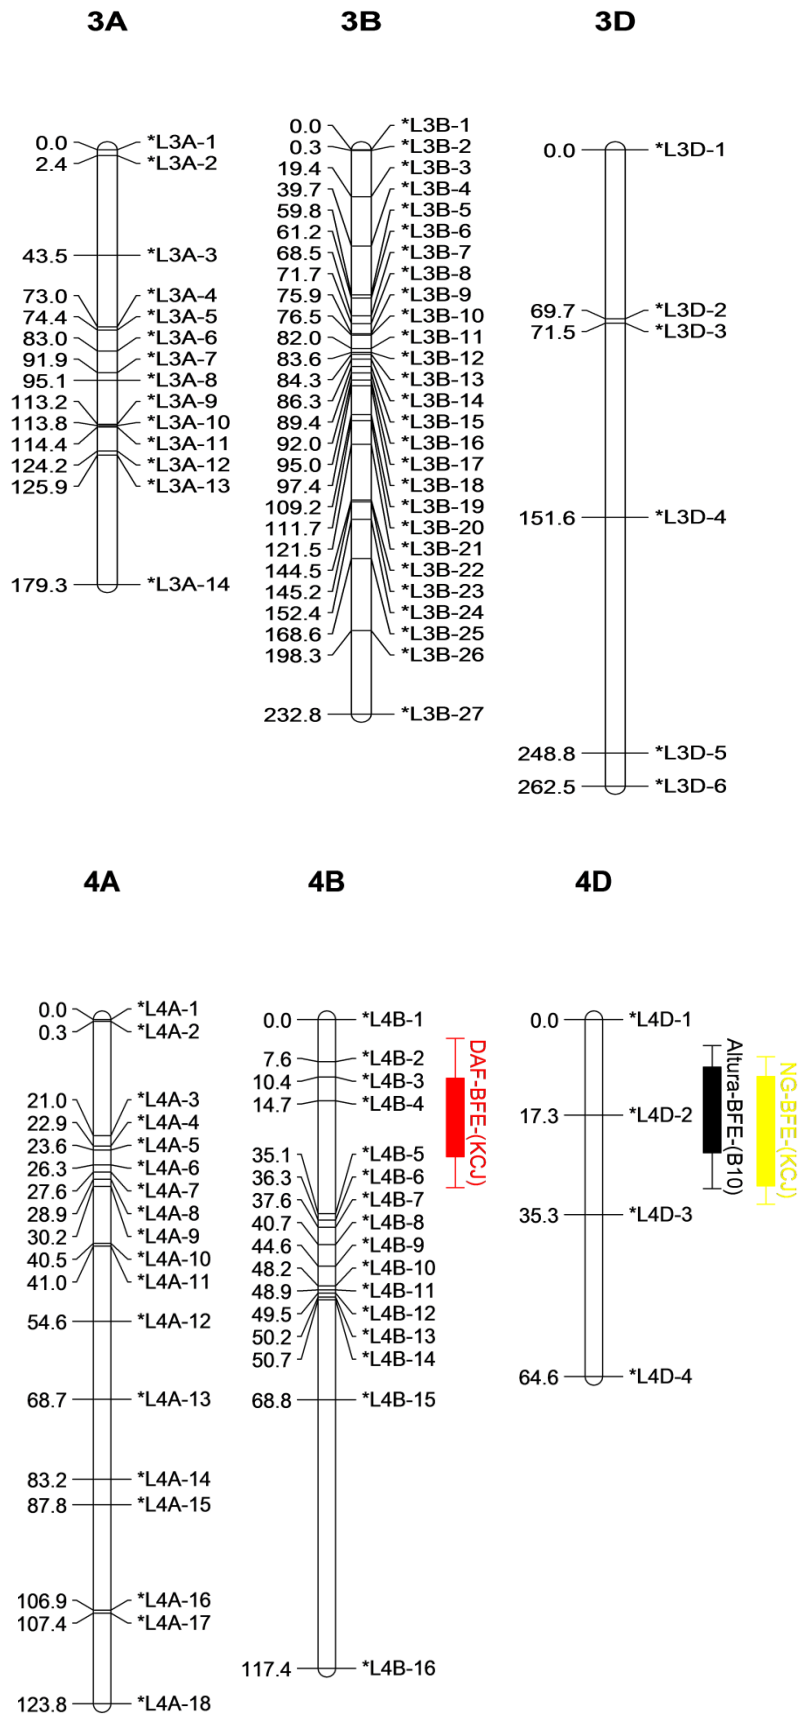 3A
0.0 *L3A-1
2.4 *L3A-2
43.5 *L3A-3
73.0 *L3A-4
74.4 *L3A-5
83.0 *L3A-6
91.9 *L3A-7
95.1 *L3A-8
113.2 *L3A-9
113.8 *L3A-10
114.4 *L3A-11
124.2 *L3A-12
125.9 *L3A-13
179.3 *L3A-14
3B
0.0 *L3B-1
0.3 *L3B-2
19.4 *L3B-3
39.7 *L3B-4
59.8 *L3B-5
61.2 *L3B-6
68.5 *L3B-7
71.7 *L3B-8
75.9 *L3B-9
76.5 *L3B-10
82.0 *L3B-11
83.6 *L3B-12
84.3 *L3B-13
86.3 *L3B-14
89.4 *L3B-15
92.0 *L3B-16
95.0 *L3B-17
97.4 *L3B-18
109.2 *L3B-19
111.7 *L3B-20
121.5 *L3B-21
144.5 *L3B-22
145.2 *L3B-23
152.4 *L3B-24
168.6 *L3B-25
198.3 *L3B-26
232.8 *L3B-27
3D
0.0 *L3D-1
69.7 *L3D-2
71.5 *L3D-3
151.6 *L3D-4
248.8 *L3D-5
262.5 *L3D-6
4A
0.0 *L4A-1
0.3 *L4A-2
21.0 *L4A-3
22.9 *L4A-4
23.6 *L4A-5
26.3 *L4A-6
27.6 *L4A-7
28.9 *L4A-8
30.2 *L4A-9
40.5 *L4A-10
41.0 *L4A-11
54.6 *L4A-12
68.7 *L4A-13
83.2 *L4A-14
87.8 *L4A-15
106.9 *L4A-16
107.4 *L4A-17
123.8 *L4A-18
4B
0.0 *L4B-1
7.6 *L4B-2
10.4 *L4B-3
14.7 *L4B-4
35.1 *L4B-5
36.3 *L4B-6
37.6 *L4B-7
40.7 *L4B-8
44.6 *L4B-9
48.2 *L4B-10
48.9 *L4B-11
49.5 *L4B-12
50.2 *L4B-13
50.7 *L4B-14
68.8 *L4B-15
117.4 *L4B-16
DAF-BFE-(KCJ)
4D
0.0 *L4D-1
17.3 *L4D-2
35.3 *L4D-3
64.6 *L4D-4
Altura-BFE-(B10)
NG-BFE-(KCJ)